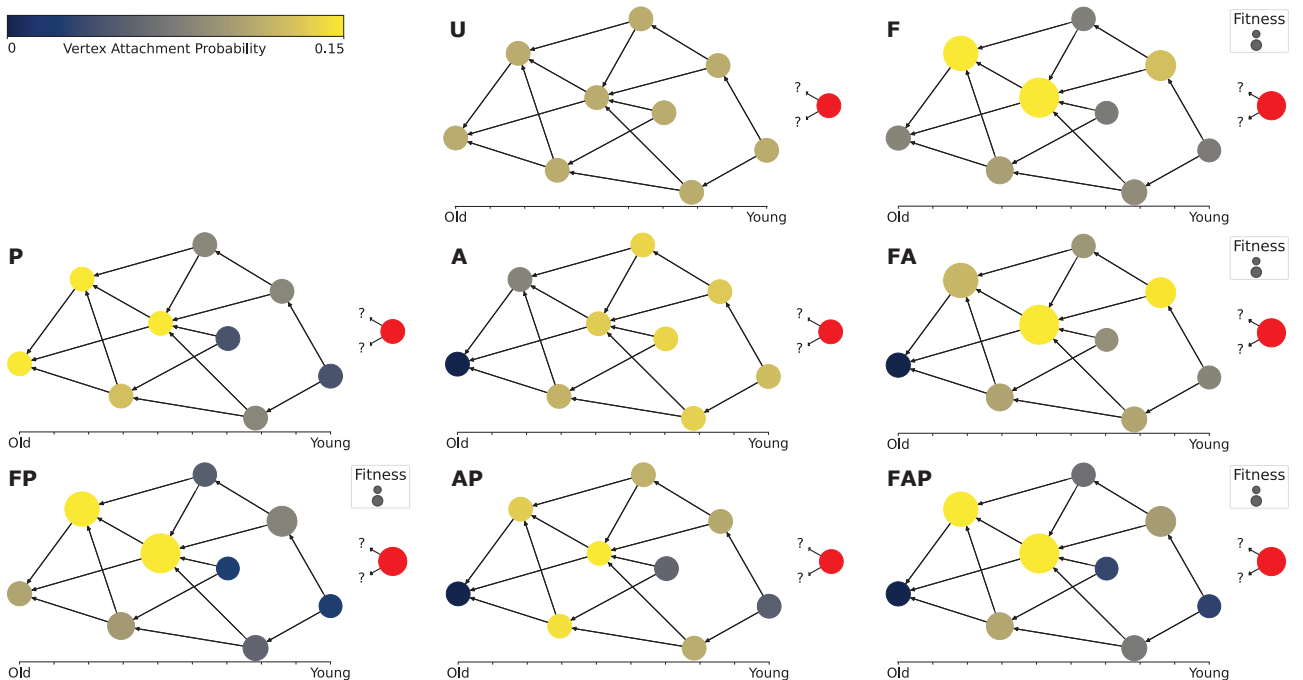 0 Vertex Attachment Probability 0.15
U
?
?
Old Young
F
Fitness
?
?
Old Young
P
?
?
Old Young
A
?
?
Old Young
FA
Fitness
?
?
Old Young
FP
Fitness
?
?
Old Young
AP
?
?
Old Young
FAP
Fitness
?
?
Old Young